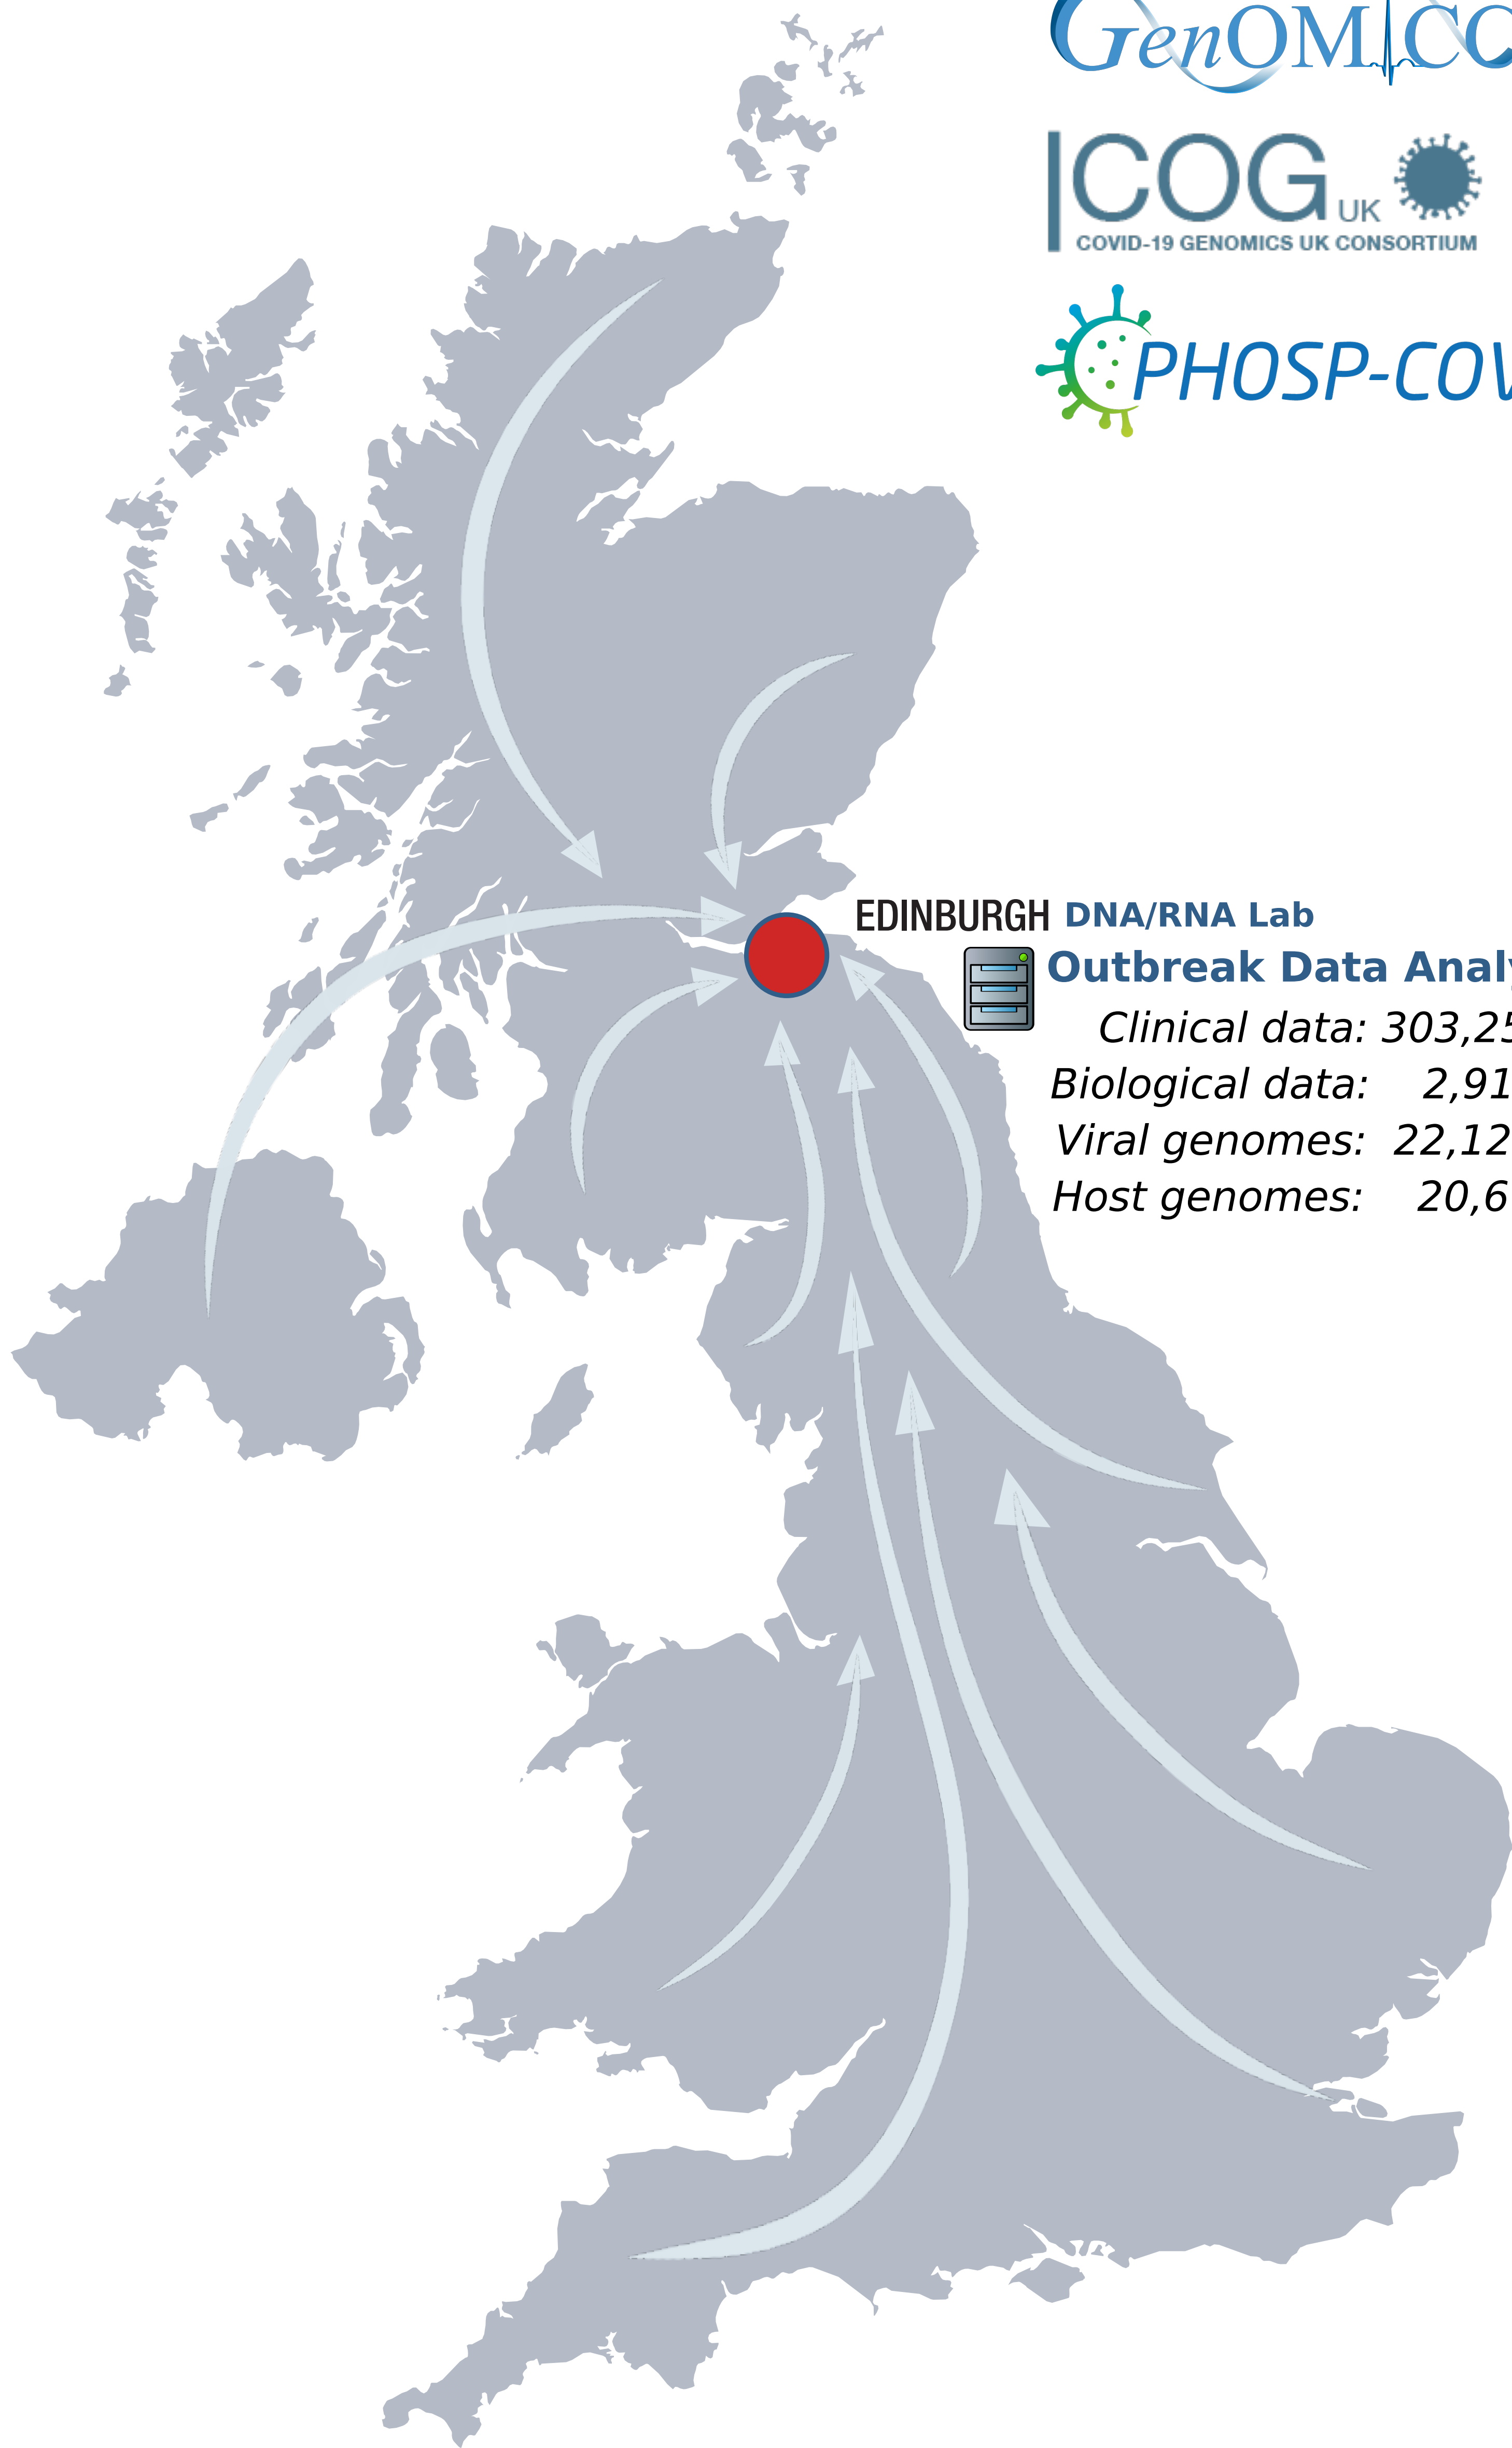 GenOMICC
COG UK
COVID-19 GENOMICS UK CONSORTIUM
PHOSP-COV
EDINBURGH DNA/RNA Lab
Outbreak Data Analy
Clinical data: 303,25
Biological data: 2,91
Viral genomes: 22,12
Host genomes: 20,6